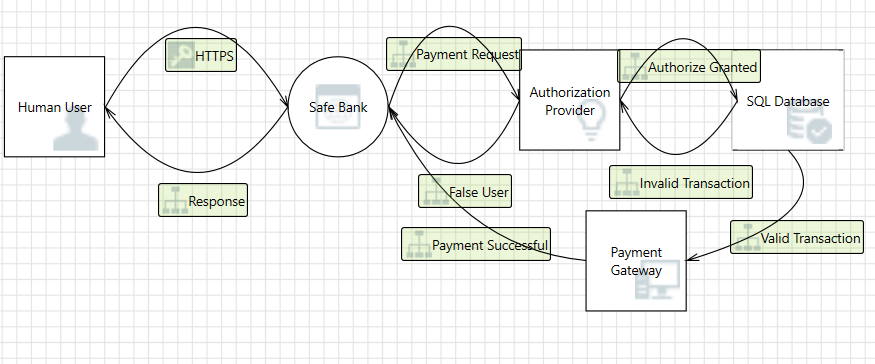 HTTPS
Payment Request
Authorize Granted
Human User
Safe Bank
Authorization
Provider
SQL Database
Response
False User
Invalid Transaction
Payment Successful
Payment
Gateway
Valid Transaction